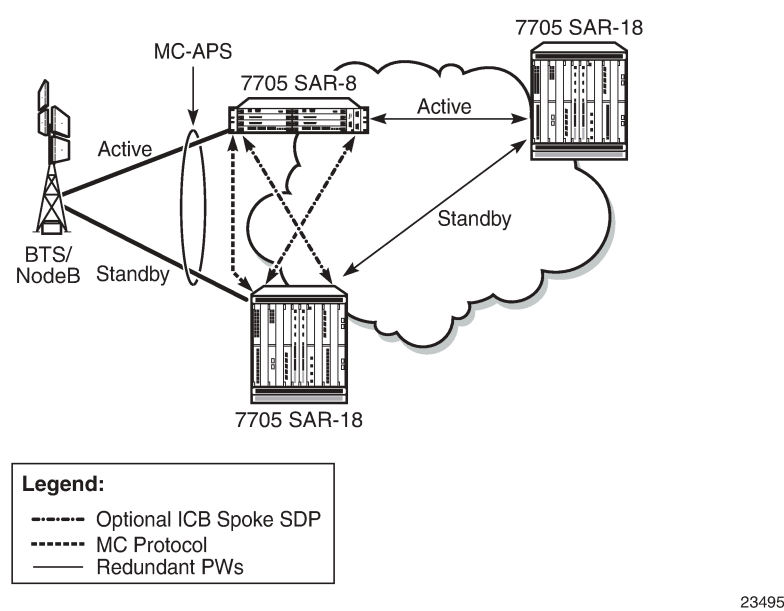 7705 SAR-18
MC-APS
7705 SAR-8
Active
Active
Standby
BTS/
NodeB
Standby
7705 SAR-18
Legend:
Optional ICB Spoke SDP
MC Protocol
Redundant PWs
23495